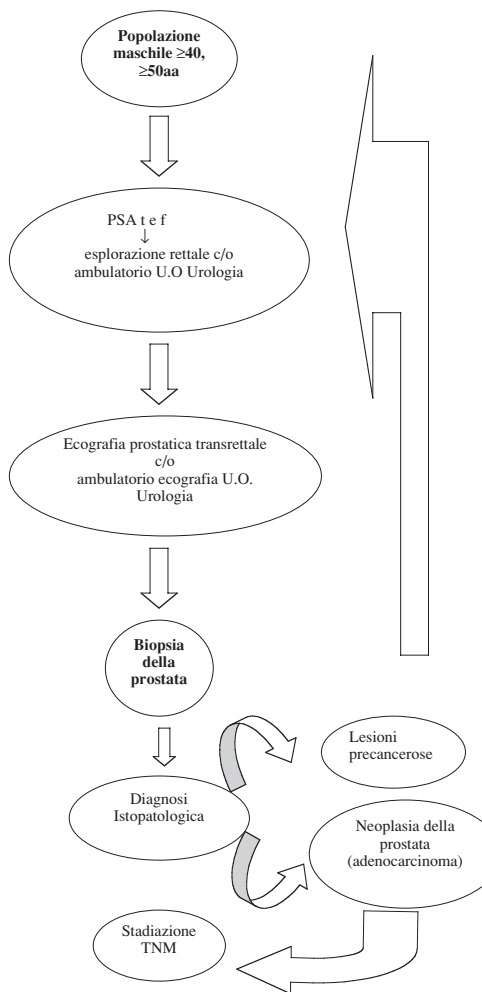 Popolazione
maschile ≥40,
≥50aa
PSA t e f
↓
esplorazione rettale c/o
ambulatorio U.O Urologia
Ecografia prostatica transrettale
c/o
ambulatorio ecografia U.O.
Urologia
Biopsia
della
prostata
Lesioni
precancerose
Diagnosi
Istopatologica
Neoplasia della
prostata
(adenocarcinoma)
Stadiazione
TNM